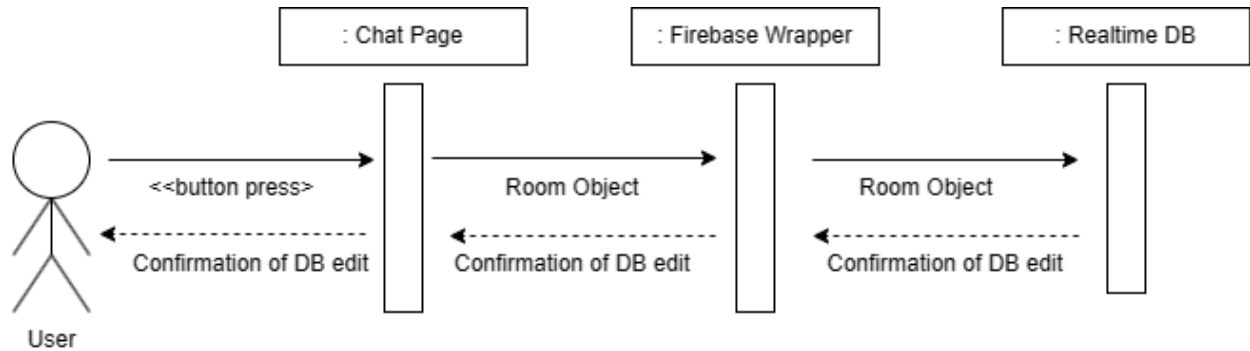 : Chat Page
: Firebase Wrapper
: Realtime DB
<<button press>
Room Object
Room Object
Confirmation of DB edit
Confirmation of DB edit
Confirmation of DB edit
User